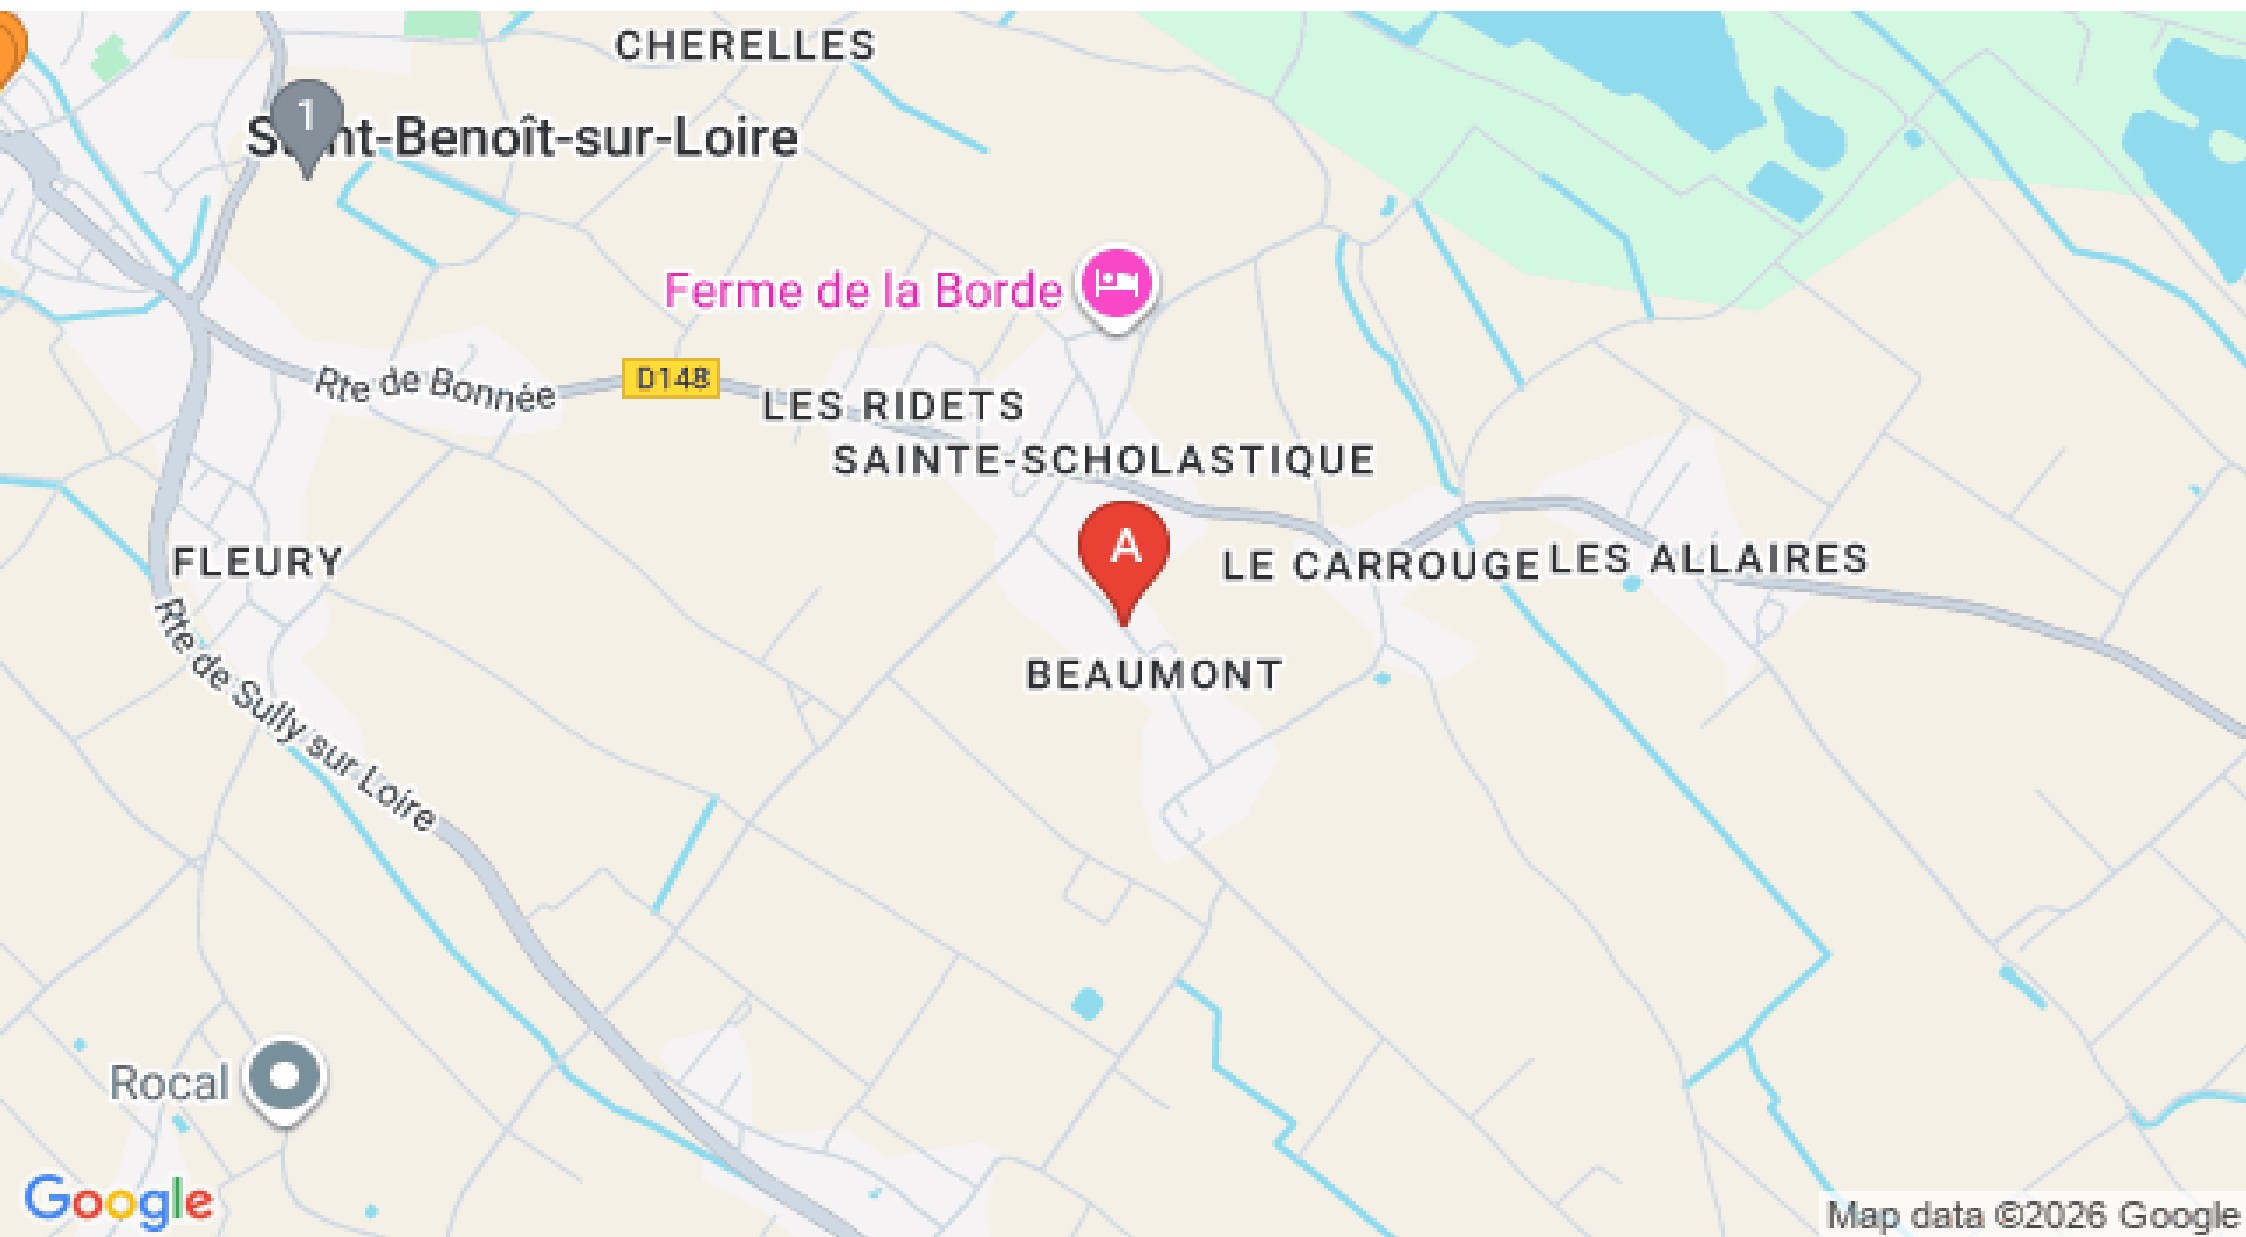 CHERELLES
1
Saint-Benoît-sur-Loire
Ferme de la Borde
Rte de Bonnée
D148
LES RIDETS
SAINTE-SCHOLASTIQUE
A
FLEURY
LE CARROUGE
LES ALLAIRES
BEAUMONT
Rte de Sully sur Loire
Rocal
Google
Map data ©2026 Google